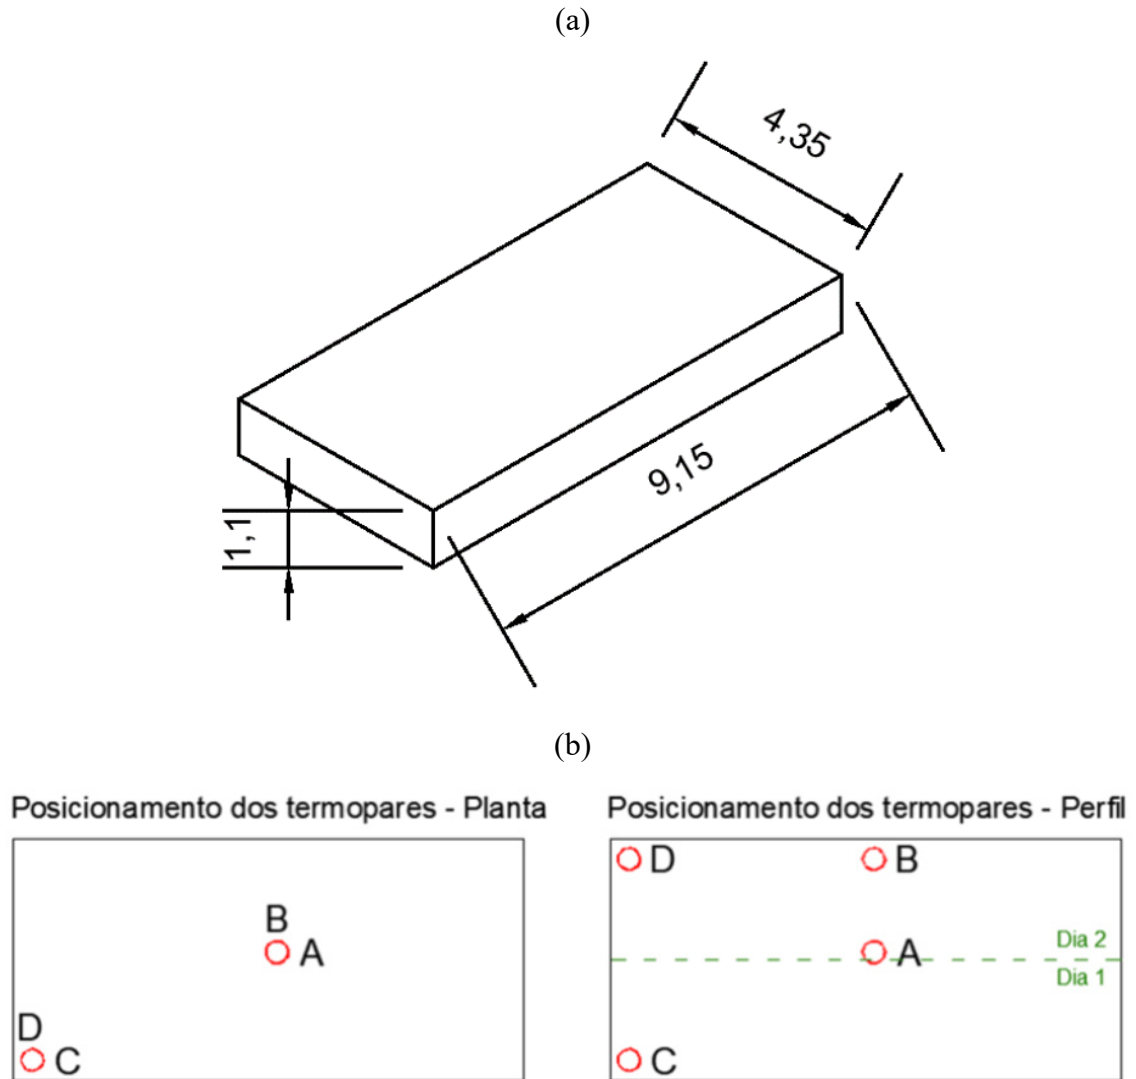 (a)
4,35
9,15
1,1
(b)
Posicionamento dos termopares - Planta
B
A
D
C
Posicionamento dos termopares - Perfil
D
B
A
Dia 2
Dia 1
C